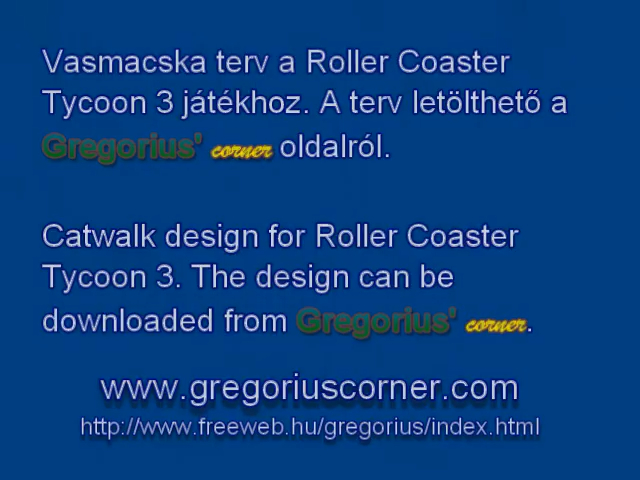 Vasmacska terv a Roller Coaster
Tycoon 3 játékhoz. A terv letölthető a
Gregorius' corner oldalról.
Catwalk design for Roller Coaster
Tycoon 3. The design can be
downloaded from Gregorius' corner.
www.gregoriuscorner.com
http://www.freeweb.hu/gregorius/index.html